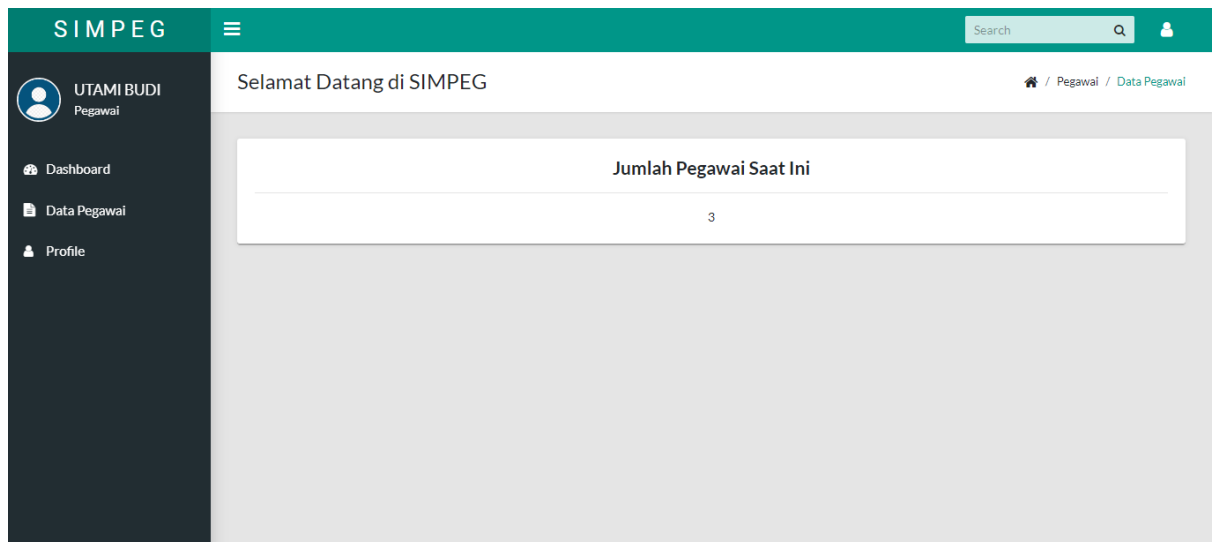 SIMPEG
Search
UTAMI BUDI
Pegawai
Selamat Datang di SIMPEG
/ Pegawai / Data Pegawai
Dashboard
Data Pegawai
Profile
Jumlah Pegawai Saat Ini
3